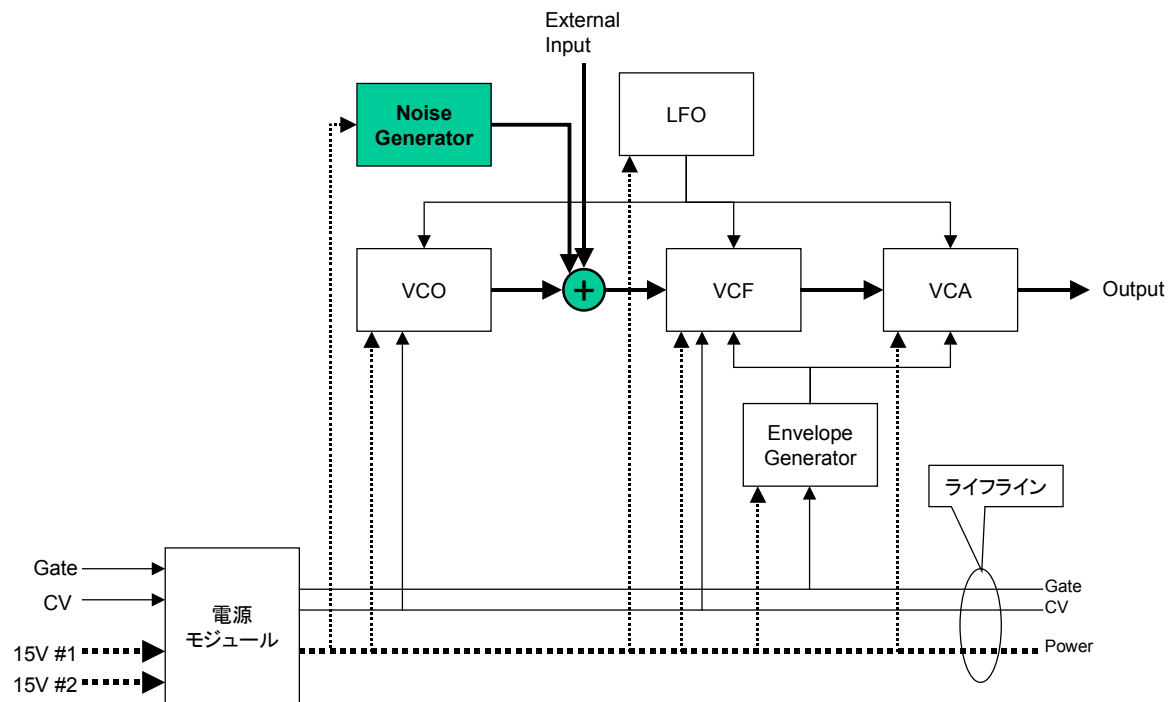 External
Input
Noise
Generator
LFO
VCO
+
VCF
VCA
Output
Envelope
Generator
ライフライン
Gate
CV
15V #1
15V #2
電源
モジュール
Gate
CV
Power